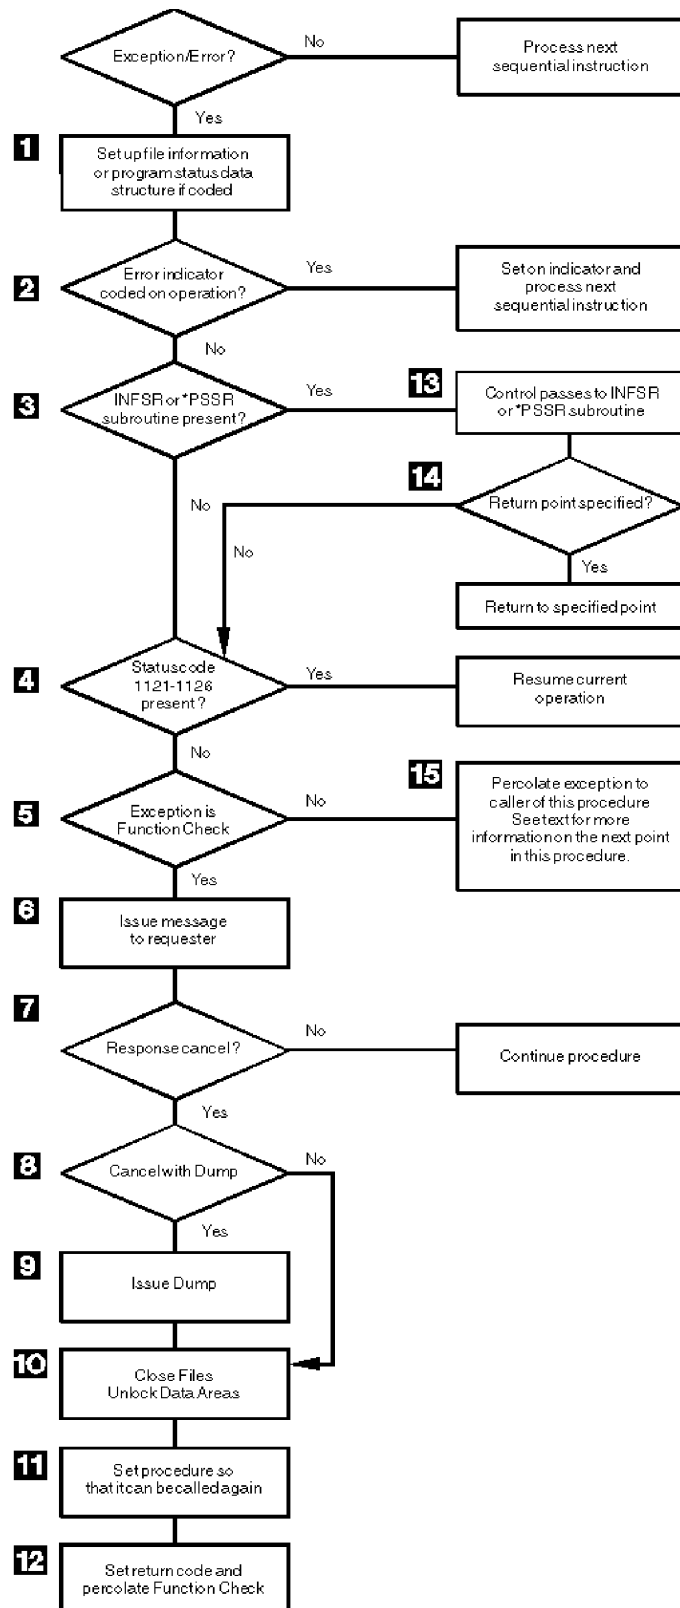 Exception/Error?
No
Process next
sequential instruction
Yes
1
Set up file information
or program status data
structure if coded
2
Error indicator
coded on operation?
Yes
Set on indicator and
process next
sequential instruction
No
3
INFSR or *PSSR
subroutine present?
Yes
13
Control passes to INFSR
or *PSSR subroutine
14
Return point specified?
No
No
Yes
Return to specified point
4
Status code
1121-1126
present?
Yes
Resume current
operation
No
5
Exception is
Function Check
No
15
Percolate exception to
caller of this procedure
See text for more
information on the next point
in this procedure.
Yes
6
Issue message
to requester
7
Response cancel?
No
Continue procedure
Yes
8
Cancel with Dump
No
Yes
9
Issue Dump
10
Close Files
Unlock Data Areas
11
Set procedure so
that it can be called again
12
Set return code and
percolate Function Check